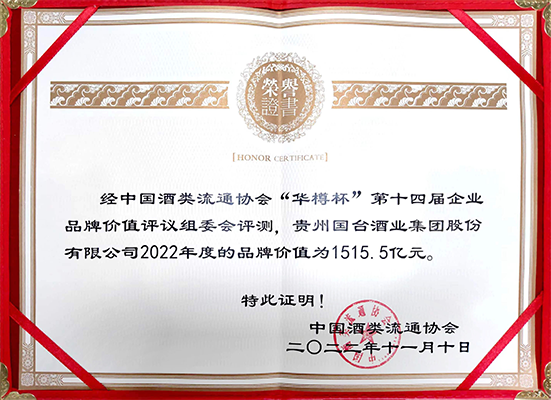 榮譽
證書
[HONOR CERTIFICATE]
经中国酒类流通协会“华樽杯”第十四届企业
品牌价值评议组委会评测，贵州国台酒业集团股份
有限公司2022年度的品牌价值为1515.5亿元。
特此证明！
中国酒类流通协会
二〇二二年十一月十日